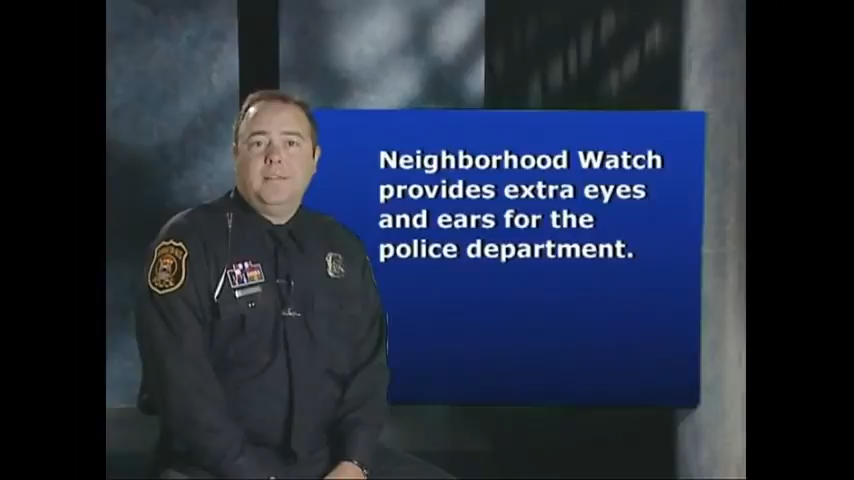 Neighborhood Watch
provides extra eyes
and ears for the
police department.